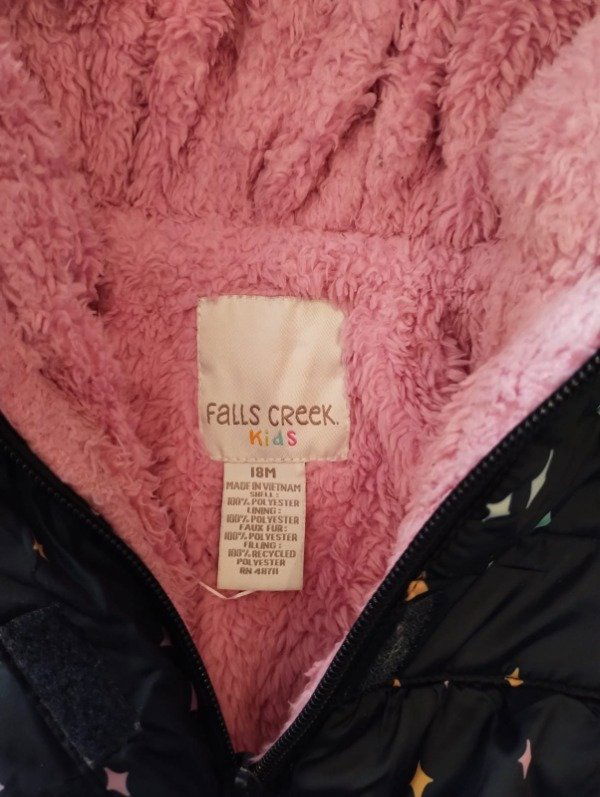 FALLS CREEK.
KIDS
18M
MADE IN VIETNAM
SHELL:
100% POLYESTER
LINING:
100% POLYESTER
FAUX FUR:
100% POLYESTER
FILLING:
100% RECYCLED
POLYESTER
RN 48711